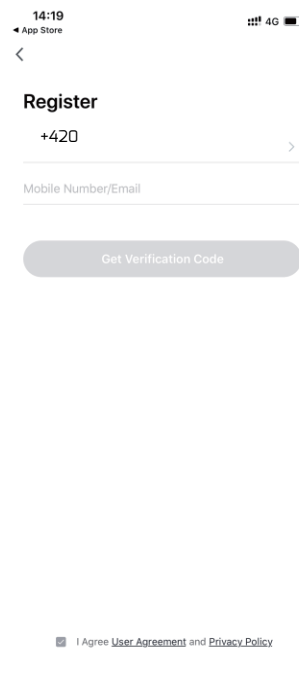 14:19
4G
◀ App Store
Register
+420
Mobile Number/Email
Get Verification Code
I Agree User Agreement and Privacy Policy